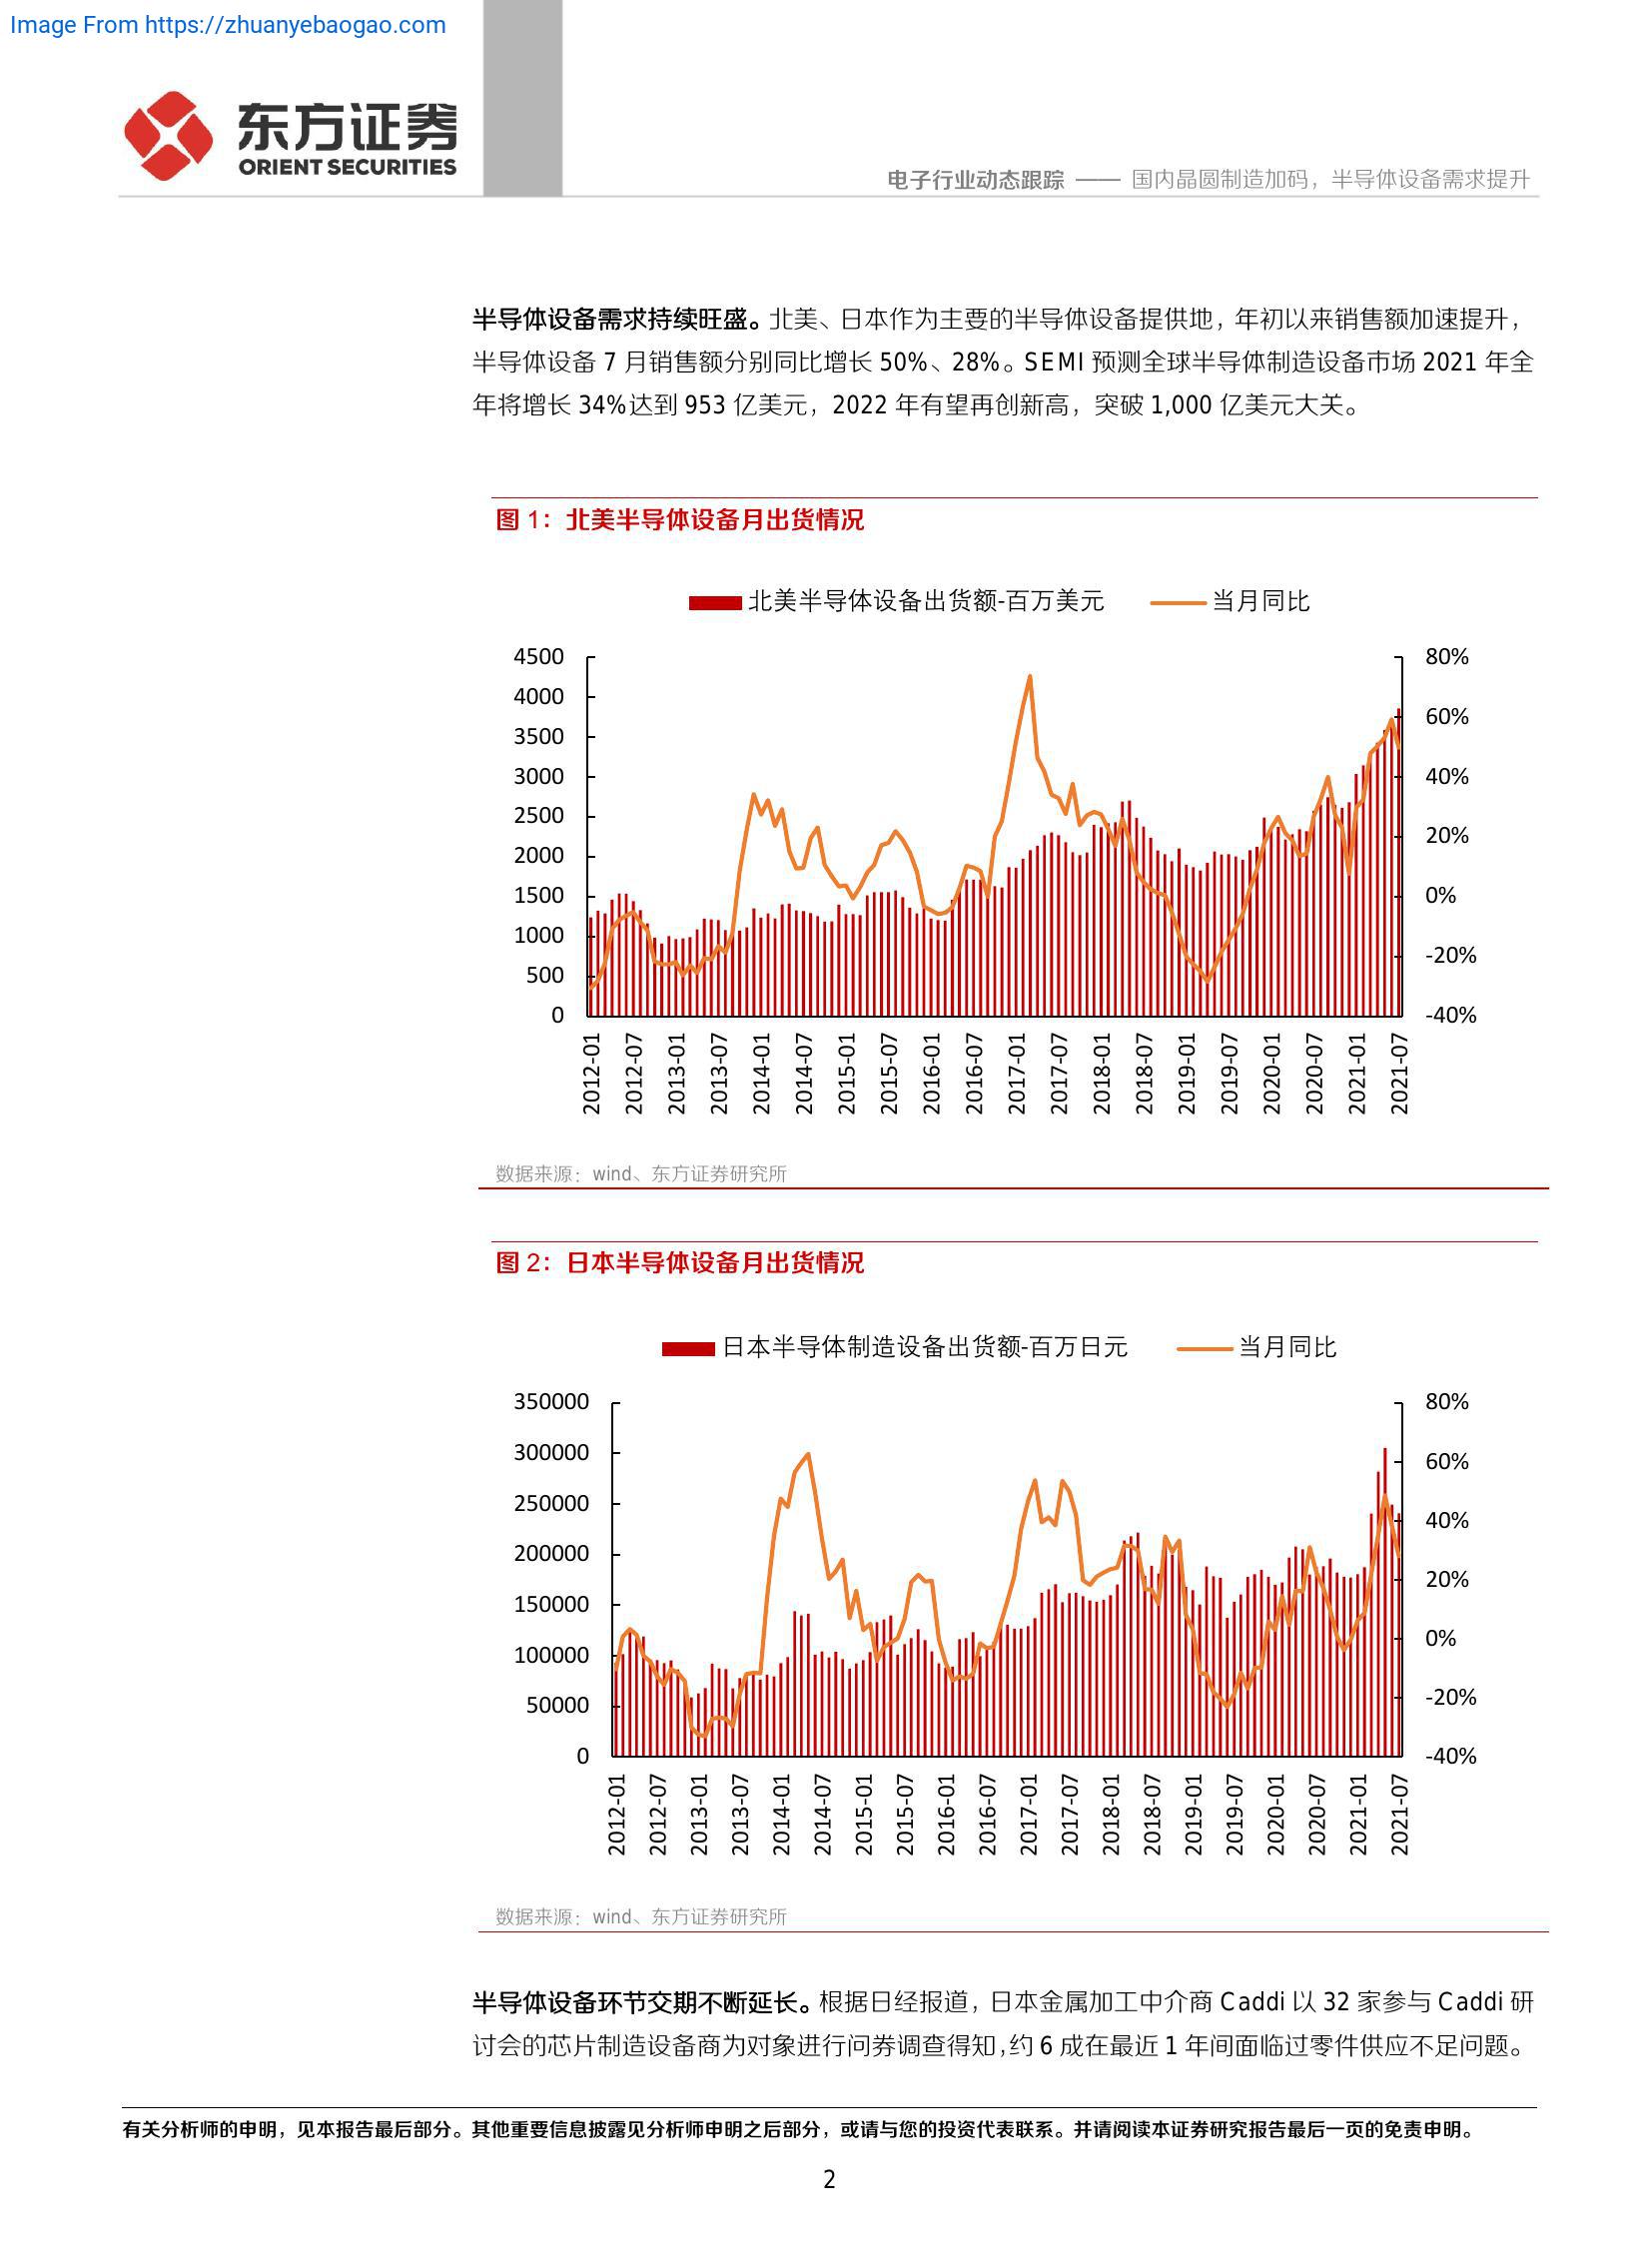 Image From https://zhuanyebaogao.com
东方证券
ORIENT SECURITIES
电子行业动态跟踪 —— 国内晶圆制造加码，半导体设备需求提升
半导体设备需求持续旺盛。北美、日本作为主要的半导体设备提供地，年初以来销售额加速提升，
半导体设备 7 月销售额分别同比增长 50%、28%。SEMI 预测全球半导体制造设备市场 2021 年全
年将增长 34%达到 953 亿美元，2022 年有望再创新高，突破 1,000 亿美元大关。
图 1：北美半导体设备月出货情况
北美半导体设备出货额-百万美元 当月同比
4500 80%
4000
3500 60%
3000 40%
2500
2000 20%
1500 0%
1000
500 -20%
0 -40%
2012-01 2012-07 2013-01 2013-07 2014-01 2014-07 2015-01 2015-07 2016-01 2016-07 2017-01 2017-07 2018-01 2018-07 2019-01 2019-07 2020-01 2020-07 2021-01 2021-07
数据来源：wind、东方证券研究所
图 2：日本半导体设备月出货情况
日本半导体制造设备出货额-百万日元 当月同比
350000 80%
300000 60%
250000 40%
200000
150000 20%
100000 0%
50000 -20%
0 -40%
2012-01 2012-07 2013-01 2013-07 2014-01 2014-07 2015-01 2015-07 2016-01 2016-07 2017-01 2017-07 2018-01 2018-07 2019-01 2019-07 2020-01 2020-07 2021-01 2021-07
数据来源：wind、东方证券研究所
半导体设备环节交期不断延长。根据日经报道，日本金属加工中介商 Caddi 以 32 家参与 Caddi 研
讨会的芯片制造设备商为对象进行问券调查得知，约 6 成在最近 1 年间面临过零件供应不足问题。
有关分析师的申明，见本报告最后部分。其他重要信息披露见分析师申明之后部分，或请与您的投资代表联系。并请阅读本证券研究报告最后一页的免责申明。
2